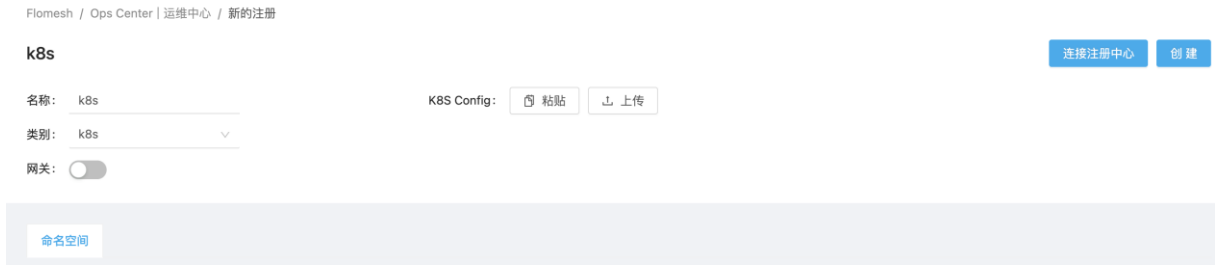 Flomesh / Ops Center | 运维中心 / 新的注册
k8s
连接注册中心 创 建
名称： k8s
K8S Config： 粘贴 上传
类别： k8s
网关：
命名空间